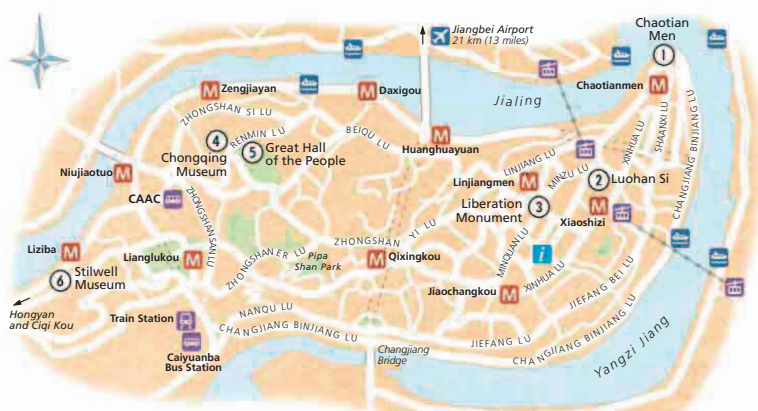 Jiangbei Airport
21 km (13 miles)
Chaotian
Men
1
M Chaotianmen
M Zengjiayan
M Daxigou
Jialing
ZHONGSHAN SI LU
RENMIN LU
BEIQU LU
4
Chongqing
Museum
5
Great Hall
of the People
M
Huanghuayuan
XINHUA LU
SHAANXI LU
CHANGJIANG BINJIANG LU
LINJIANG LU
MINZU LU
Niujiaotuo M
CAAC
ZHONGSHAN SAN LU
Linjiangmen M
2 Luohan Si
Liberation
Monument
3
M
Xiaoshizi
Liziba M
6 Stilwell
Museum
Lianglukou M
ZHONGSHAN ER LU
Pipa
Shan Park
ZHONGSHAN YI LU
M Qixingkou
MINQUAN LU
i
XINHUA LU
Jiaochangkou M
JIEFANG BEI LU
Hongyan
and Ciqi Kou
Train Station
Caiyuanba
Bus Station
NANQU LU
CHANGJIANG BINJIANG LU
Changjiang
Bridge
JIEFANG LU
CHANGJIANG BINJIANG LU
Yangzi Jiang